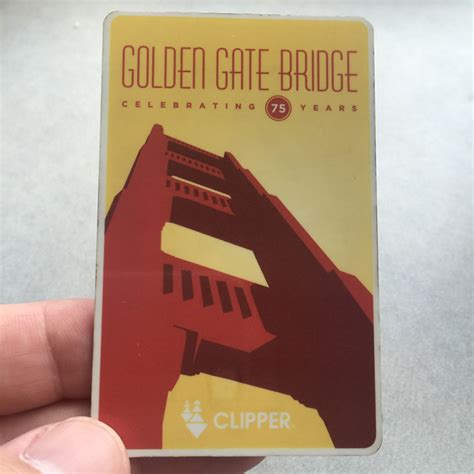 GOLDEN GATE BRIDGE
CELEBRATING 75 YEARS
CLIPPER